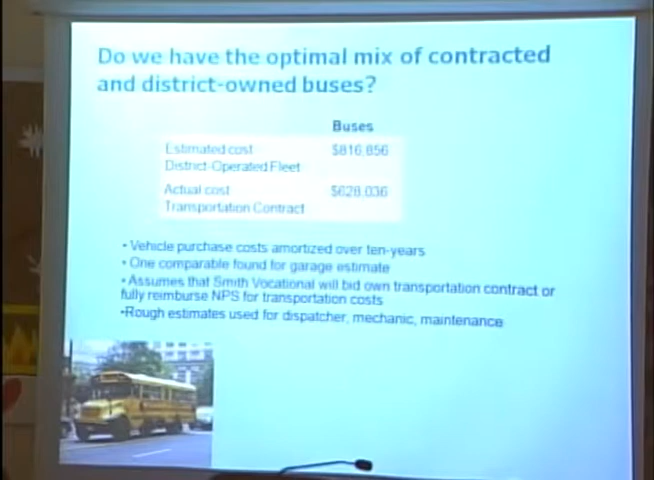 Do we have the optimal mix of contracted
and district-owned buses?
Buses
Estimated cost $816,856
District-Operated Fleet
Actual cost $628,036
Transportation Contract
• Vehicle purchase costs amortized over ten-years
• One comparable found for garage estimate
• Assumes that Smith Vocational will bid own transportation contract or
fully reimburse NPS for transportation costs
•Rough estimates used for dispatcher, mechanic, maintenance